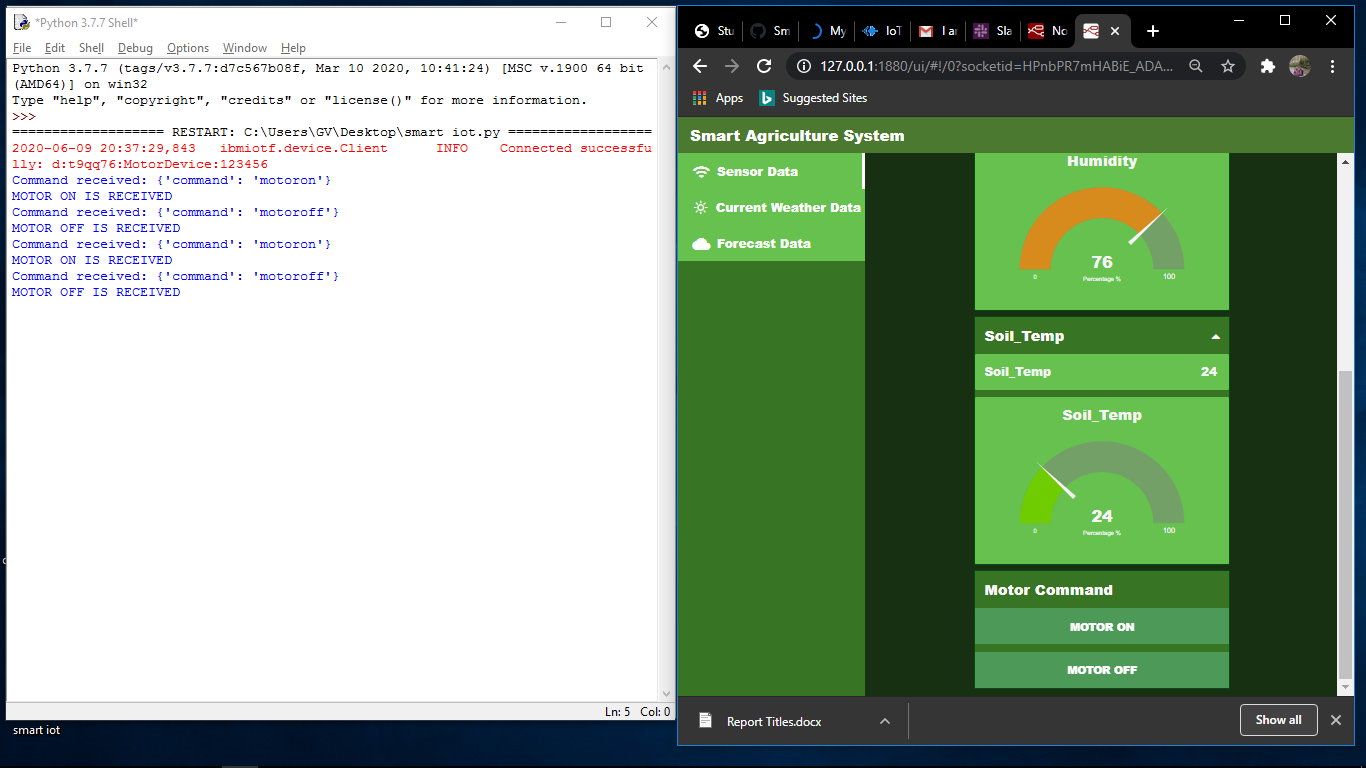 *Python 3.7.7 Shell*
File Edit Shell Debug Options Window Help
Python 3.7.7 (tags/v3.7.7:d7c567b08f, Mar 10 2020, 10:41:24) [MSC v.1900 64 bit
(AMD64)] on win32
Type "help", "copyright", "credits" or "license()" for more information.
>>>
=================== RESTART: C:\Users\GV\Desktop\smart iot.py ==================
2020-06-09 20:37:29,843 ibmiotf.device.Client INFO Connected successfu
lly: d:t9qq76:MotorDevice:123456
Command received: {'command': 'motoron'}
MOTOR ON IS RECEIVED
Command received: {'command': 'motoroff'}
MOTOR OFF IS RECEIVED
Command received: {'command': 'motoron'}
MOTOR ON IS RECEIVED
Command received: {'command': 'motoroff'}
MOTOR OFF IS RECEIVED
Ln: 5 Col: 0
smart iot
Stu Sm My IoT I ar Sla No
127.0.0.1:1880/ui/#!/0?socketid=HPnbPR7mHABiE_ADA...
Apps Suggested Sites
Smart Agriculture System
Sensor Data
Current Weather Data
Forecast Data
Humidity
76
Percentage %
0 100
Soil_Temp
Soil_Temp 24
Soil_Temp
24
Percentage %
0 100
Motor Command
MOTOR ON
MOTOR OFF
Report Titles.docx
Show all